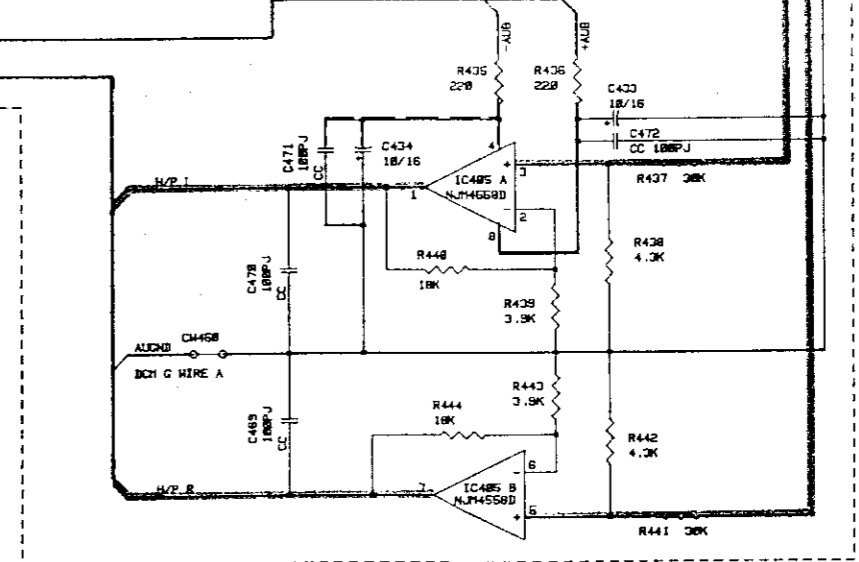 -AUB
+AUB
R435
220
R436
220
C433
10/16
C472
CC 100PJ
C471
100PJ
CC
C434
10/16
4
+
3
H/P L
1
IC405 A
NJM4558D
R437 30K
-
2
8
R438
4.3K
R440
10K
C470
100PJ
CC
R439
3.9K
AUGND
CW460
DCM G WIRE A
R443
3.9K
R444
10K
C469
100PJ
CC
R442
4.3K
-
6
H/P R
7
IC405 B
NJM4558D
+
5
R441 30K